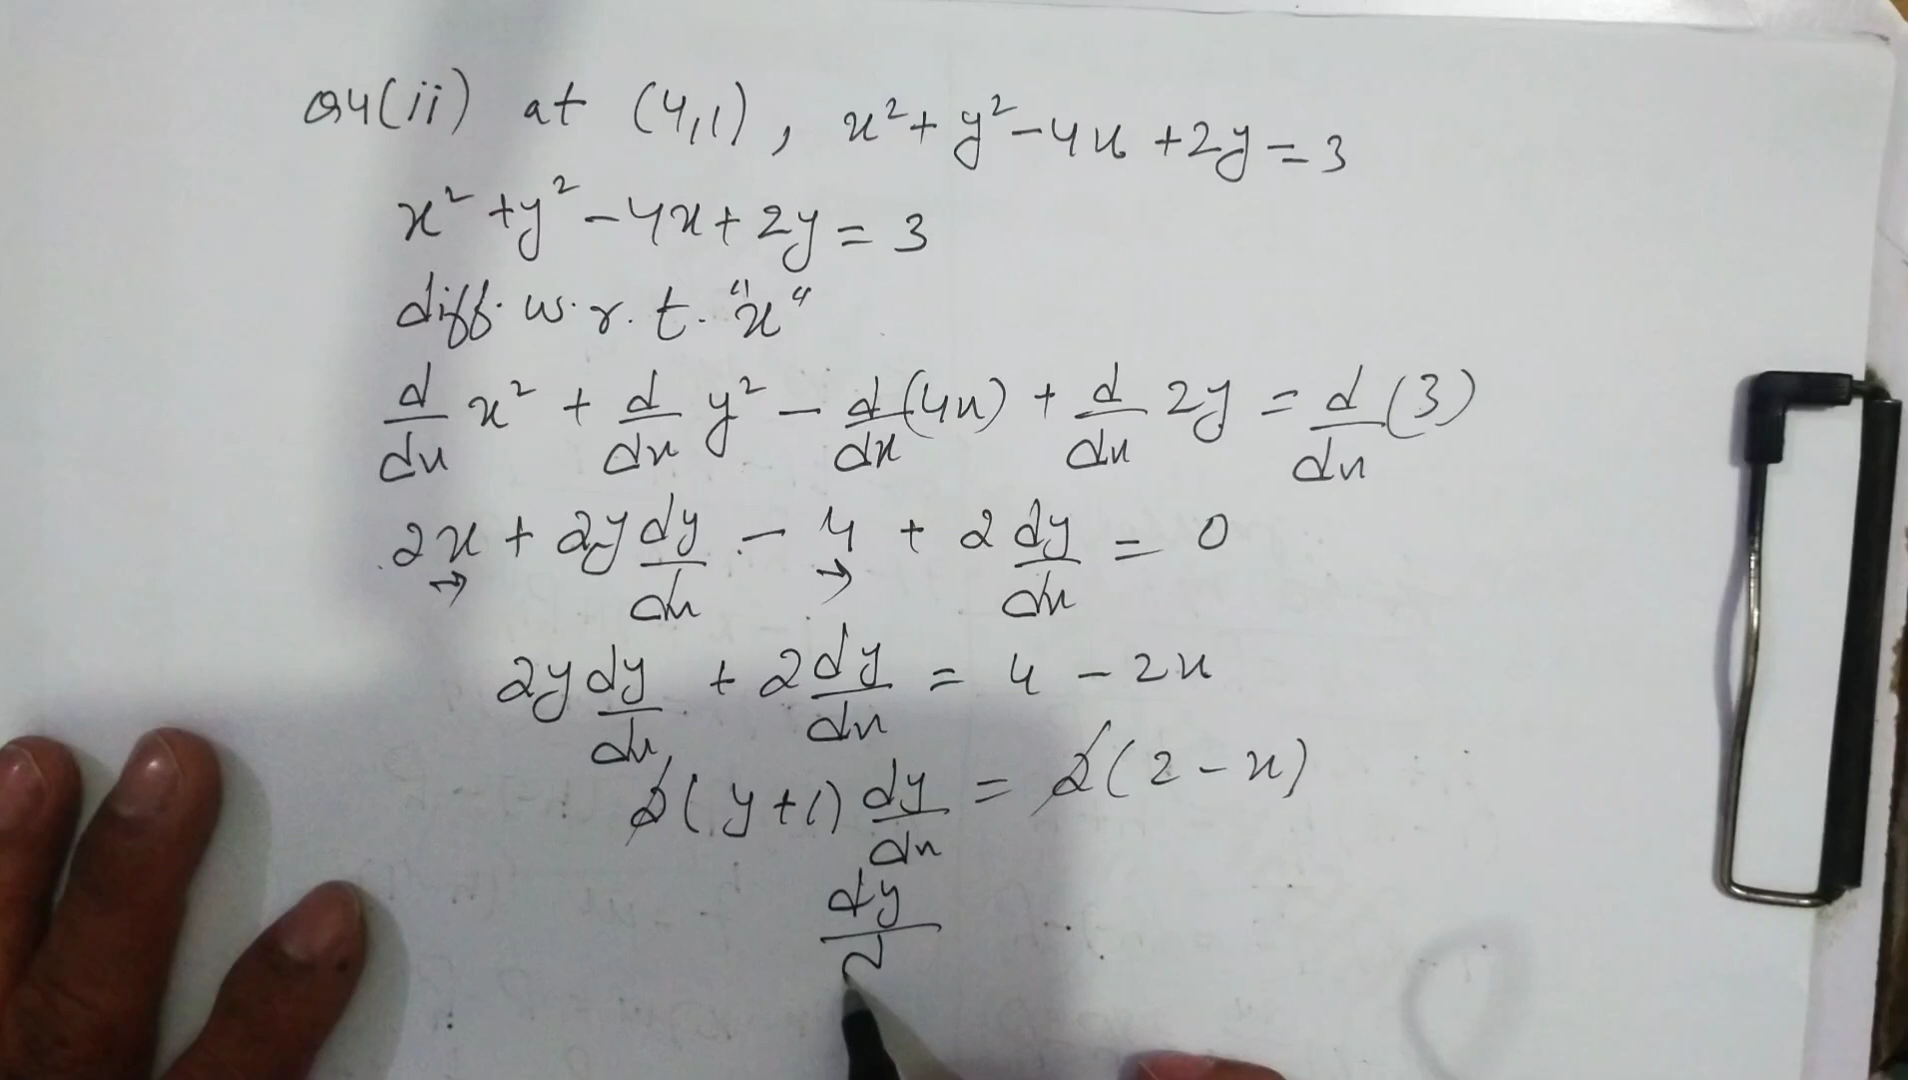 Q4(ii) at (4,1), x²+y²-4x+2y=3
x²+y²-4x+2y=3
diff. w.r.t. "x"
d/dx x² + d/dx y² - d/dx (4x) + d/dx 2y = d/dx (3)
2x + 2y dy/dx - 4 + 2 dy/dx = 0
2y dy/dx + 2 dy/dx = 4 - 2x
2(y+1) dy/dx = 2(2-x)
dy